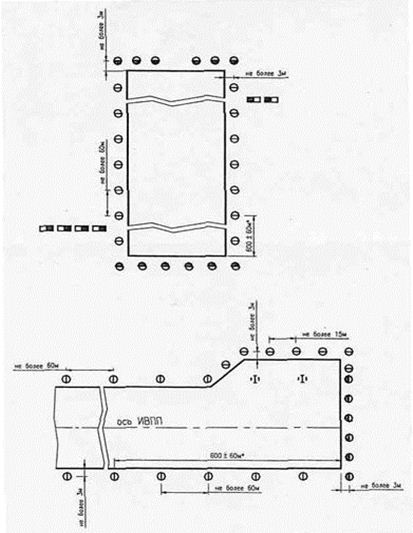 не более 3м
не более 3м
не более 60м
600 ± 60м*
не более 3м
не более 15м
не более 60м
ось ИВПП
600 ± 60м*
не более 60м
не более 3м
не более 3м